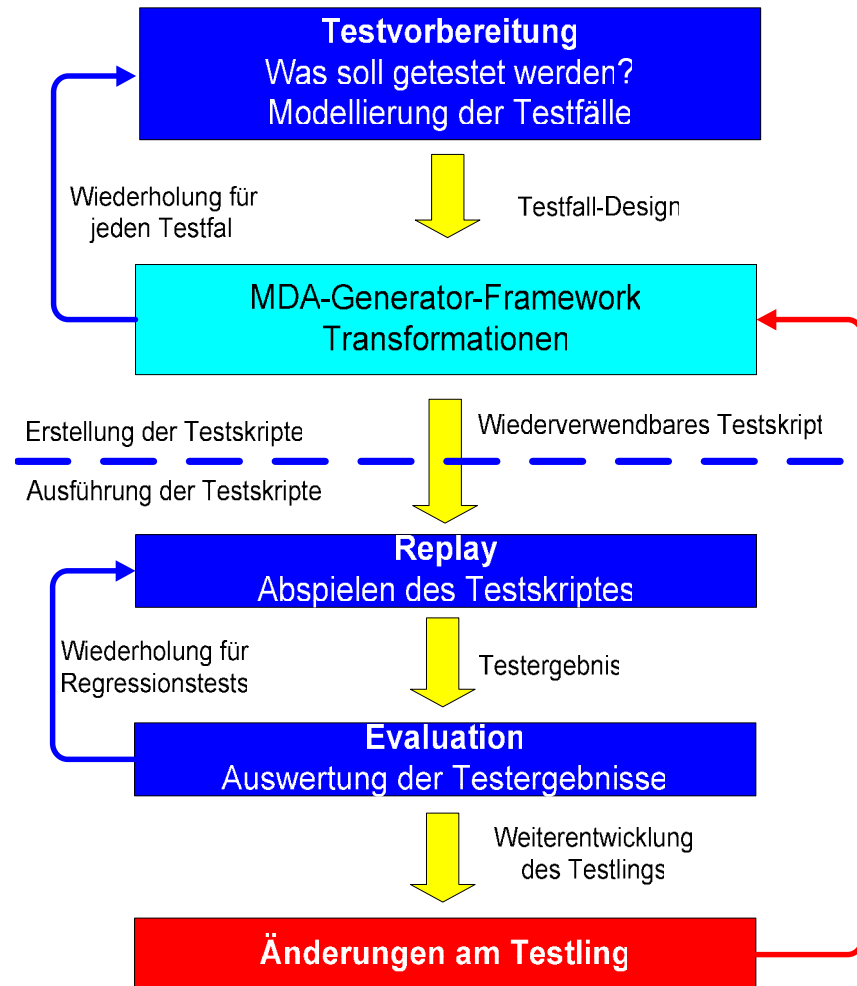 Testvorbereitung
Was soll getestet werden?
Modellierung der Testfälle
Wiederholung für
jeden Testfal
Testfall-Design
MDA-Generator-Framework
Transformationen
Wiederverwendbares Testskript
Erstellung der Testskripte
Ausführung der Testskripte
Replay
Abspielen des Testskriptes
Wiederholung für
Regressionstests
Testergebnis
Evaluation
Auswertung der Testergebnisse
Weiterentwicklung
des Testlings
Änderungen am Testling